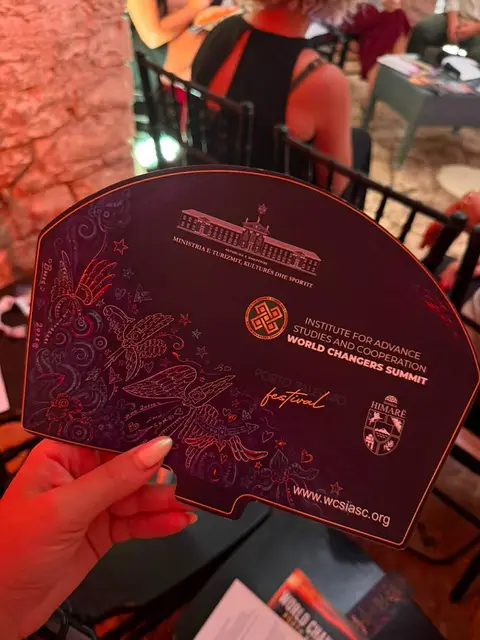 MINISTRIA E TURIZMIT, KULTURËS DHE SPORTIT
INSTITUTE FOR ADVANCE
STUDIES AND COOPERATION
WORLD CHANGERS SUMMIT
festival
HIMARË
www.wcsiasc.org
WORLD